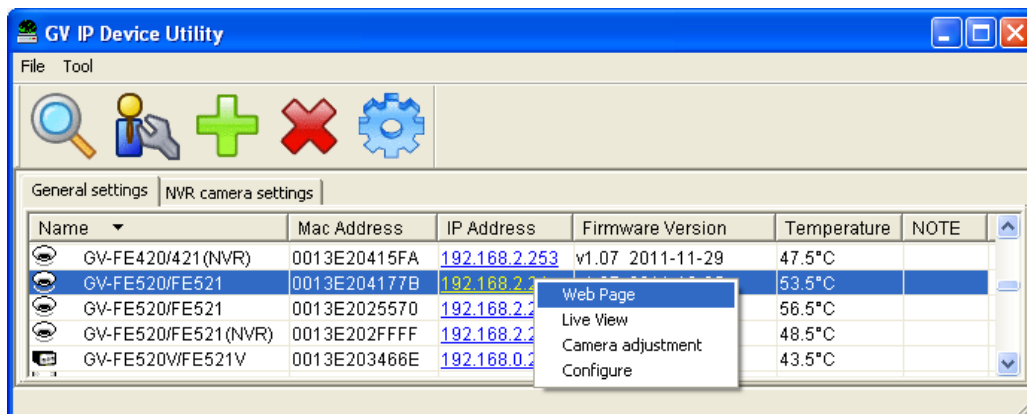 GV IP Device Utility
File Tool
General settings NVR camera settings
Name Mac Address IP Address Firmware Version Temperature NOTE
GV-FE420/421(NVR) 0013E20415FA 192.168.2.253 v1.07 2011-11-29 47.5°C
GV-FE520/FE521 0013E204177B 53.5°C
Web Page
GV-FE520/FE521 0013E2025570 56.5°C
Live View
GV-FE520/FE521(NVR) 0013E202FFFF 48.5°C
Camera adjustment
GV-FE520V/FE521V 0013E203466E 43.5°C
Configure